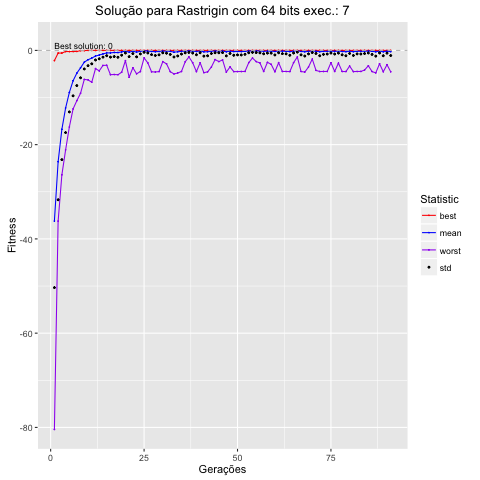 Solução para Rastrigin com 64 bits exec.: 7
Best solution: 0
0
-20
-40
-60
-80
Fitness
0
25
50
75
Gerações
Statistic
best
mean
worst
std